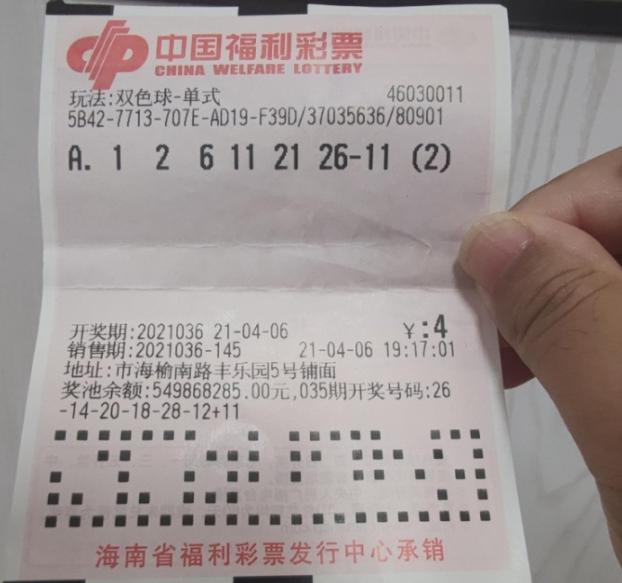 中国福利彩票
CHINA WELFARE LOTTERY
玩法:双色球-单式 46030011
5B42-7713-707E-AD19-F39D/37035636/80901
A. 1 2 6 11 21 26-11 (2)
开奖期:2021036 21-04-06 ¥:4
销售期:2021036-145 21-04-06 19:17:01
地址:市海榆南路丰乐园5号铺面
奖池余额:549868285.00元,035期开奖号码:26
-14-20-18-28-12+11
海南省福利彩票发行中心承销